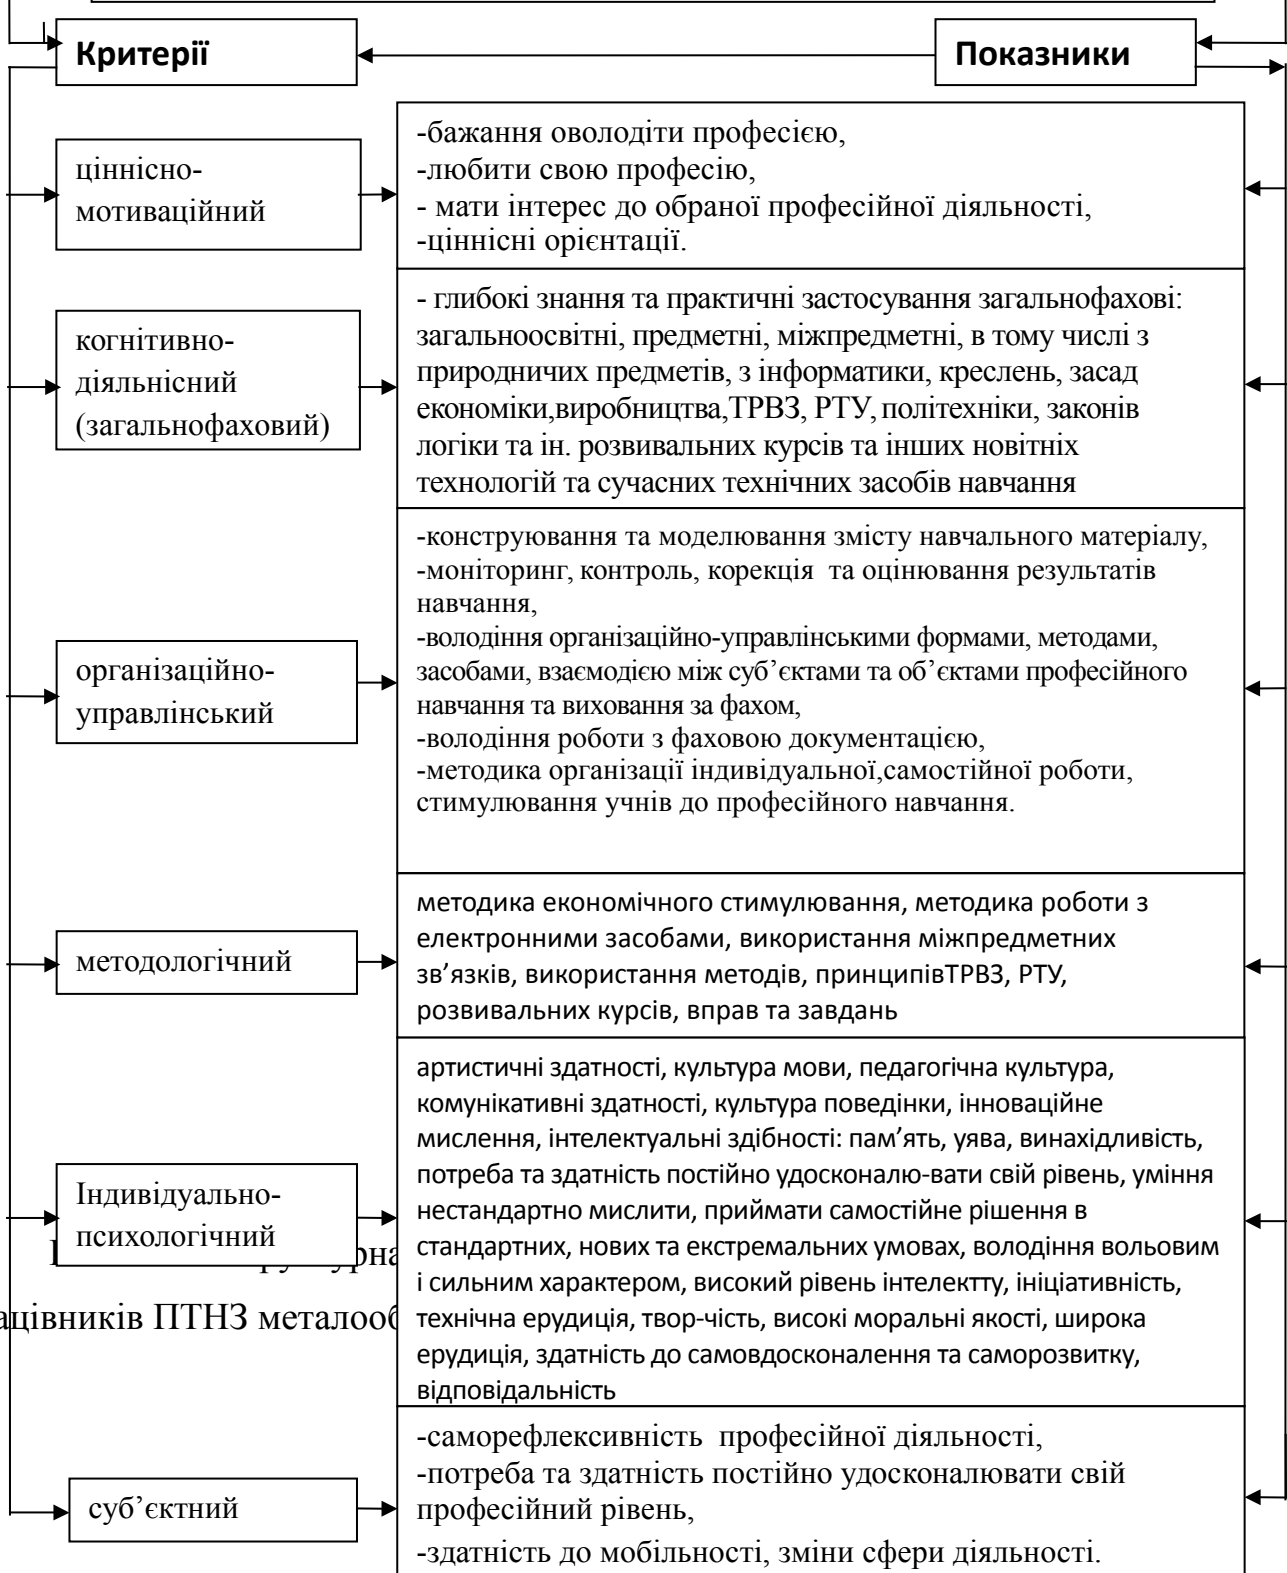 Критерії
Показники
ціннісно-
мотиваційний
-бажання оволодіти професією,
-любити свою професію,
- мати інтерес до обраної професійної діяльності,
-ціннісні орієнтації.
когнітивно-
діяльнісний
(загальнофаховий)
- глибокі знання та практичні застосування загальнофахові:
загальноосвітні, предметні, міжпредметні, в тому числі з
природничих предметів, з інформатики, креслень, засад
економіки,виробництва,ТРВЗ, РТУ, політехніки, законів
логіки та ін. розвивальних курсів та інших новітніх
технологій та сучасних технічних засобів навчання
організаційно-
управлінський
-конструювання та моделювання змісту навчального матеріалу,
-моніторинг, контроль, корекція та оцінювання результатів
навчання,
-володіння організаційно-управлінськими формами, методами,
засобами, взаємодією між суб’єктами та об’єктами професійного
навчання та виховання за фахом,
-володіння роботи з фаховою документацією,
-методика організації індивідуальної,самостійної роботи,
стимулювання учнів до професійного навчання.
методологічний
методика економічного стимулювання, методика роботи з
електронними засобами, використання міжпредметних
зв’язків, використання методів, принципівТРВЗ, РТУ,
розвивальних курсів, вправ та завдань
Індивідуально-
психологічний
артистичні здатності, культура мови, педагогічна культура,
комунікативні здатності, культура поведінки, інноваційне
мислення, інтелектуальні здібності: пам’ять, уява, винахідливість,
потреба та здатність постійно удосконалю-вати свій рівень, уміння
нестандартно мислити, приймати самостійне рішення в
стандартних, нових та екстремальних умовах, володіння вольовим
і сильним характером, високий рівень інтелектту, ініціативність,
технічна ерудиція, твор-чість, високі моральні якості, широка
ерудиція, здатність до самовдосконалення та саморозвитку,
відповідальність
ацівників ПТНЗ металооб
суб’єктний
-саморефлексивність професійної діяльності,
-потреба та здатність постійно удосконалювати свій
професійний рівень,
-здатність до мобільності, зміни сфери діяльності.